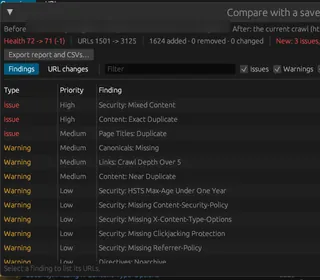 Compare with a save
Before After: the current crawl (ht
Health 72 -> 71 (-1) URLs 1501 -> 3125 1624 added · 0 removed · 0 changed New: 3 issues,
Export report and CSVs...
Findings URL changes Filter Issues Warnings
Type Priority Finding
Issue High Security: Mixed Content
Issue High Content: Exact Duplicate
Issue Medium Page Titles: Duplicate
Warning Medium Canonicals: Missing
Warning Medium Links: Crawl Depth Over 5
Warning Medium Content: Near Duplicate
Warning Low Security: HSTS Max-Age Under One Year
Warning Low Security: Missing Content-Security-Policy
Warning Low Security: Missing X-Content-Type-Options
Warning Low Security: Missing Clickjacking Protection
Warning Low Security: Missing Referrer-Policy
Warning Low Directives: Noarchive
Select a finding to list its URLs.